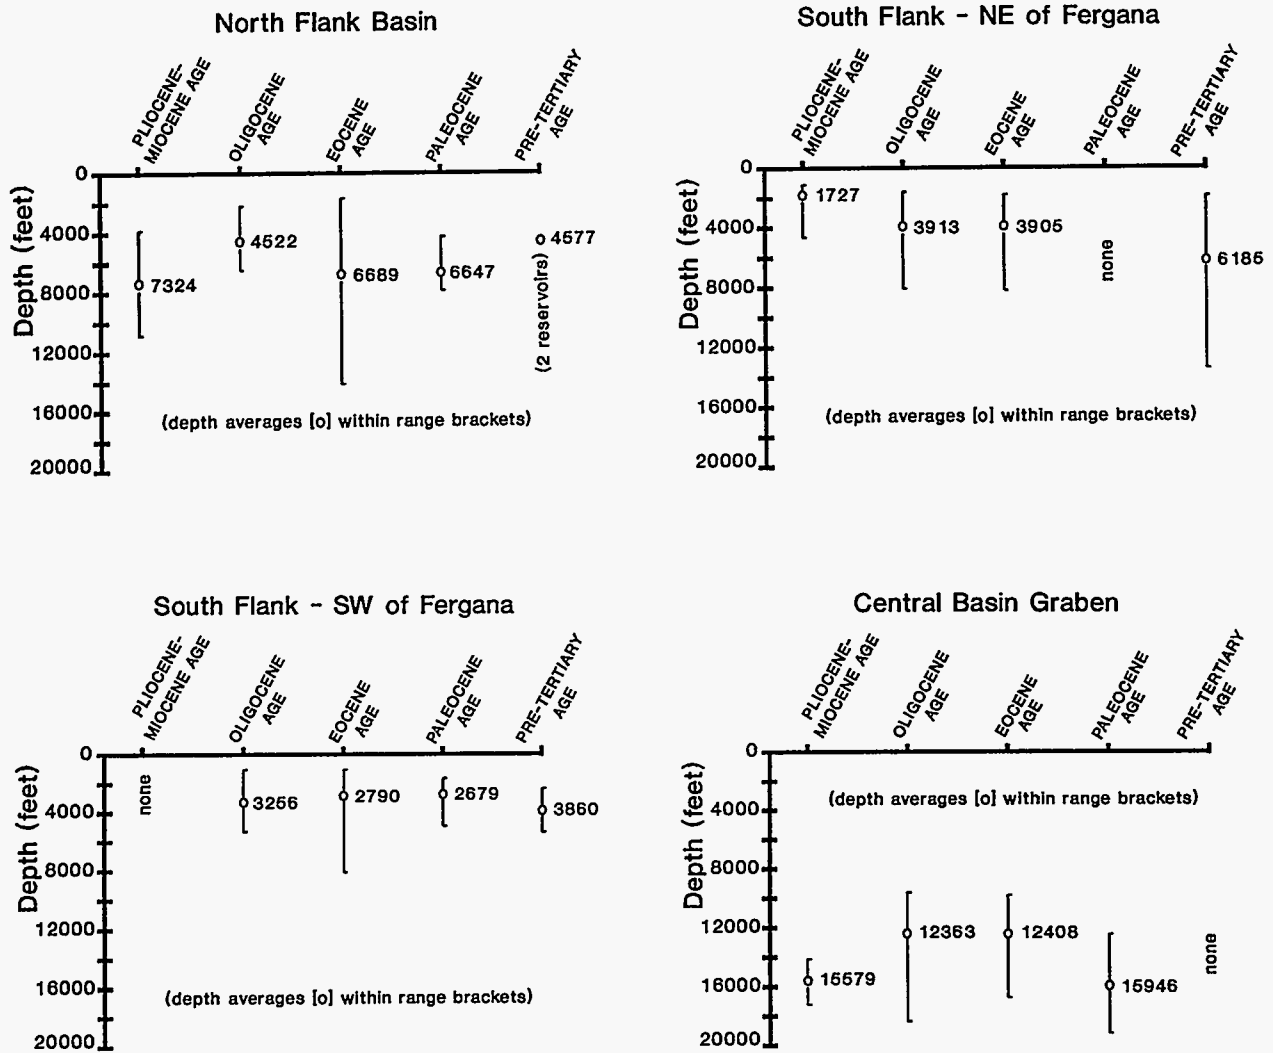 North Flank Basin
PLIOCENE-
MIOCENE AGE
OLIGOCENE
AGE
EOCENE
AGE
PALEOCENE
AGE
PRE-TERTIARY
AGE
Depth (feet)
0
4000
8000
12000
16000
20000
7324
4522
6689
6647
4577
(2 reservoirs)
(depth averages [o] within range brackets)
South Flank - NE of Fergana
PLIOCENE-
MIOCENE AGE
OLIGOCENE
AGE
EOCENE
AGE
PALEOCENE
AGE
PRE-TERTIARY
AGE
Depth (feet)
0
4000
8000
12000
16000
20000
1727
3913
3905
none
6185
(depth averages [o] within range brackets)
South Flank - SW of Fergana
PLIOCENE-
MIOCENE AGE
OLIGOCENE
AGE
EOCENE
AGE
PALEOCENE
AGE
PRE-TERTIARY
AGE
Depth (feet)
0
4000
8000
12000
16000
20000
none
3256
2790
2679
3860
(depth averages [o] within range brackets)
Central Basin Graben
PLIOCENE-
MIOCENE AGE
OLIGOCENE
AGE
EOCENE
AGE
PALEOCENE
AGE
PRE-TERTIARY
AGE
Depth (feet)
0
4000
8000
12000
16000
20000
(depth averages [o] within range brackets)
15579
12363
12408
15946
none